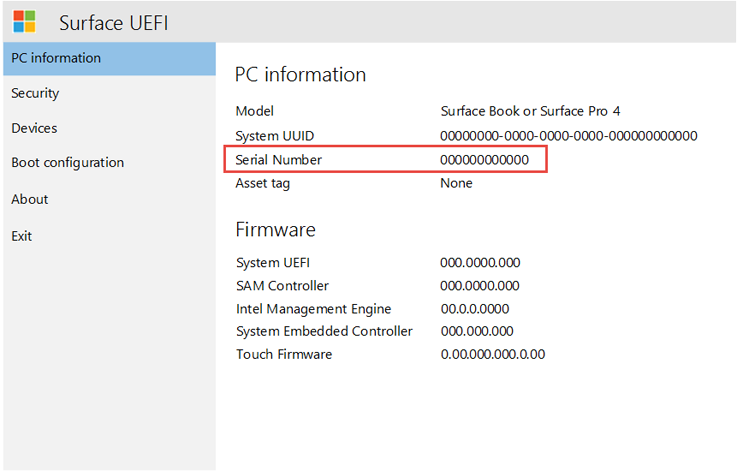 Surface UEFI
PC information
Security
Devices
Boot configuration
About
Exit
PC information
Model Surface Book or Surface Pro 4
System UUID 00000000-0000-0000-0000-000000000000
Serial Number 000000000000
Asset tag None
Firmware
System UEFI 000.0000.000
SAM Controller 000.0000.000
Intel Management Engine 00.0.0.0000
System Embedded Controller 000.000.000
Touch Firmware 0.00.000.000.0.00